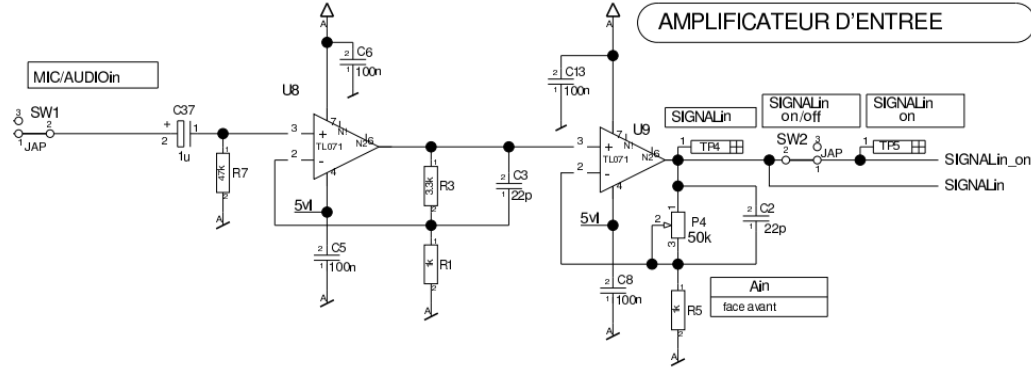 AMPLIFICATEUR D'ENTREE
A
A
C6
2
1
100n
C13
2
1
100n
MIC/AUDIOin
U8
U9
SIGNALin
SIGNALin
on/off
SIGNALin
on
3
SW1
1
2
JAP
C37
+
2
1
1u
1
47k
2
R7
A
3
+
2
-
7
N1
TL071
N2
6
4
5vl
C5
2
1
100n
A
1
3.3k
2
R3
C3
2
1
22p
1
1k
2
R1
A
3
+
2
-
7
N1
TL071
N2
6
4
5vl
C8
2
1
100n
A
1
TP4
SW2
2
3
1
JAP
1
TP5
SIGNALin_on
SIGNALin
1
2
3
P4
50k
C2
2
1
22p
1
1K
2
R5
A
Ain
face avant